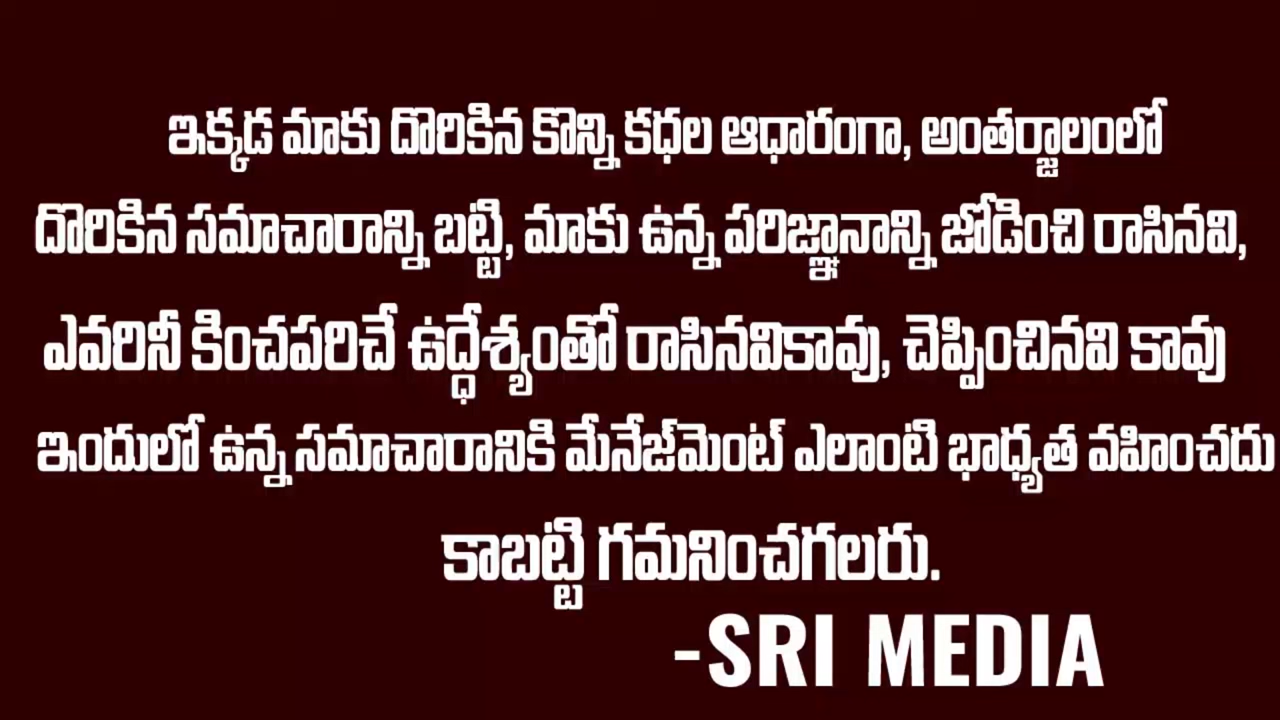 ఇక్కడ మాకు దొరికిన కొన్ని కధల ఆధారంగా, అంతర్జాలంలో
దొరికిన సమాచారాన్ని బట్టి, మాకు ఉన్న పరిజ్ఞానాన్ని జోడించి రాసినవి,
ఎవరినీ కించపరిచే ఉద్ధేశ్యంతో రాసినవికావు, చెప్పించినవి కావు
ఇందులో ఉన్న సమాచారానికి మేనేజ్‌మెంట్ ఎలాంటి భాధ్యత వహించదు
కాబట్టి గమనించగలరు.
-SRI MEDIA